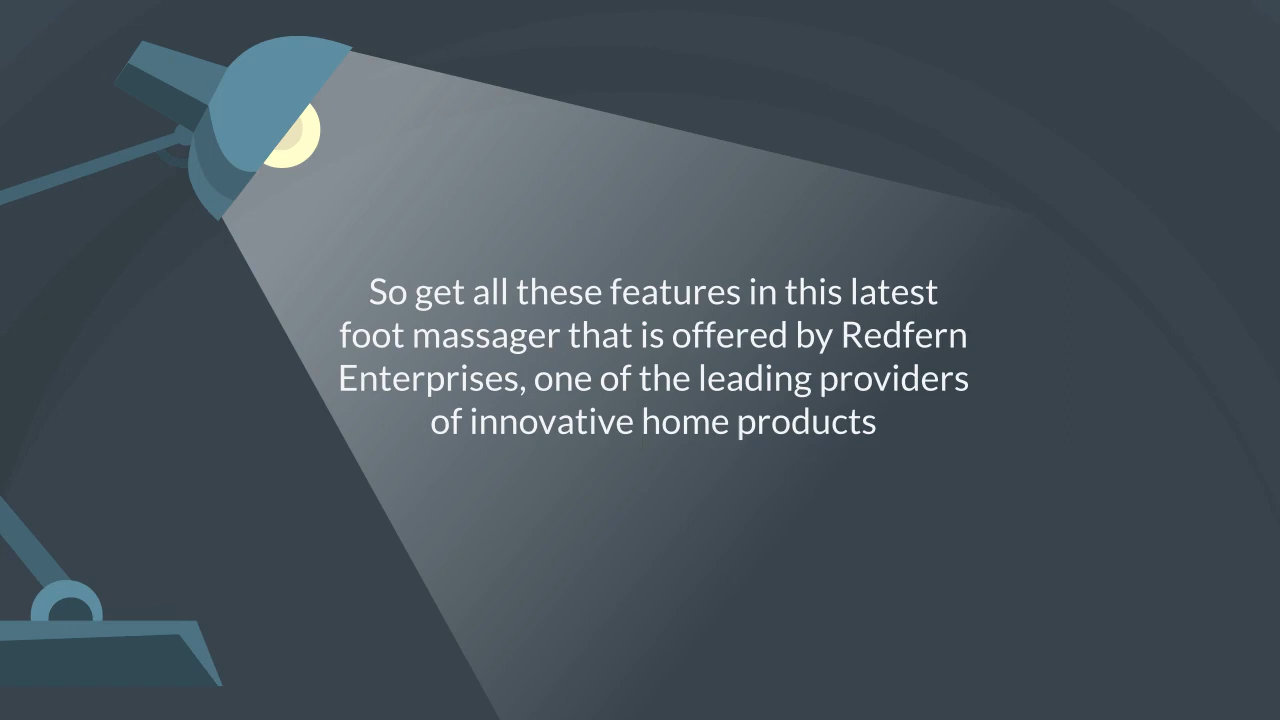 So get all these features in this latest
foot massager that is offered by Redfern
Enterprises, one of the leading providers
of innovative home products